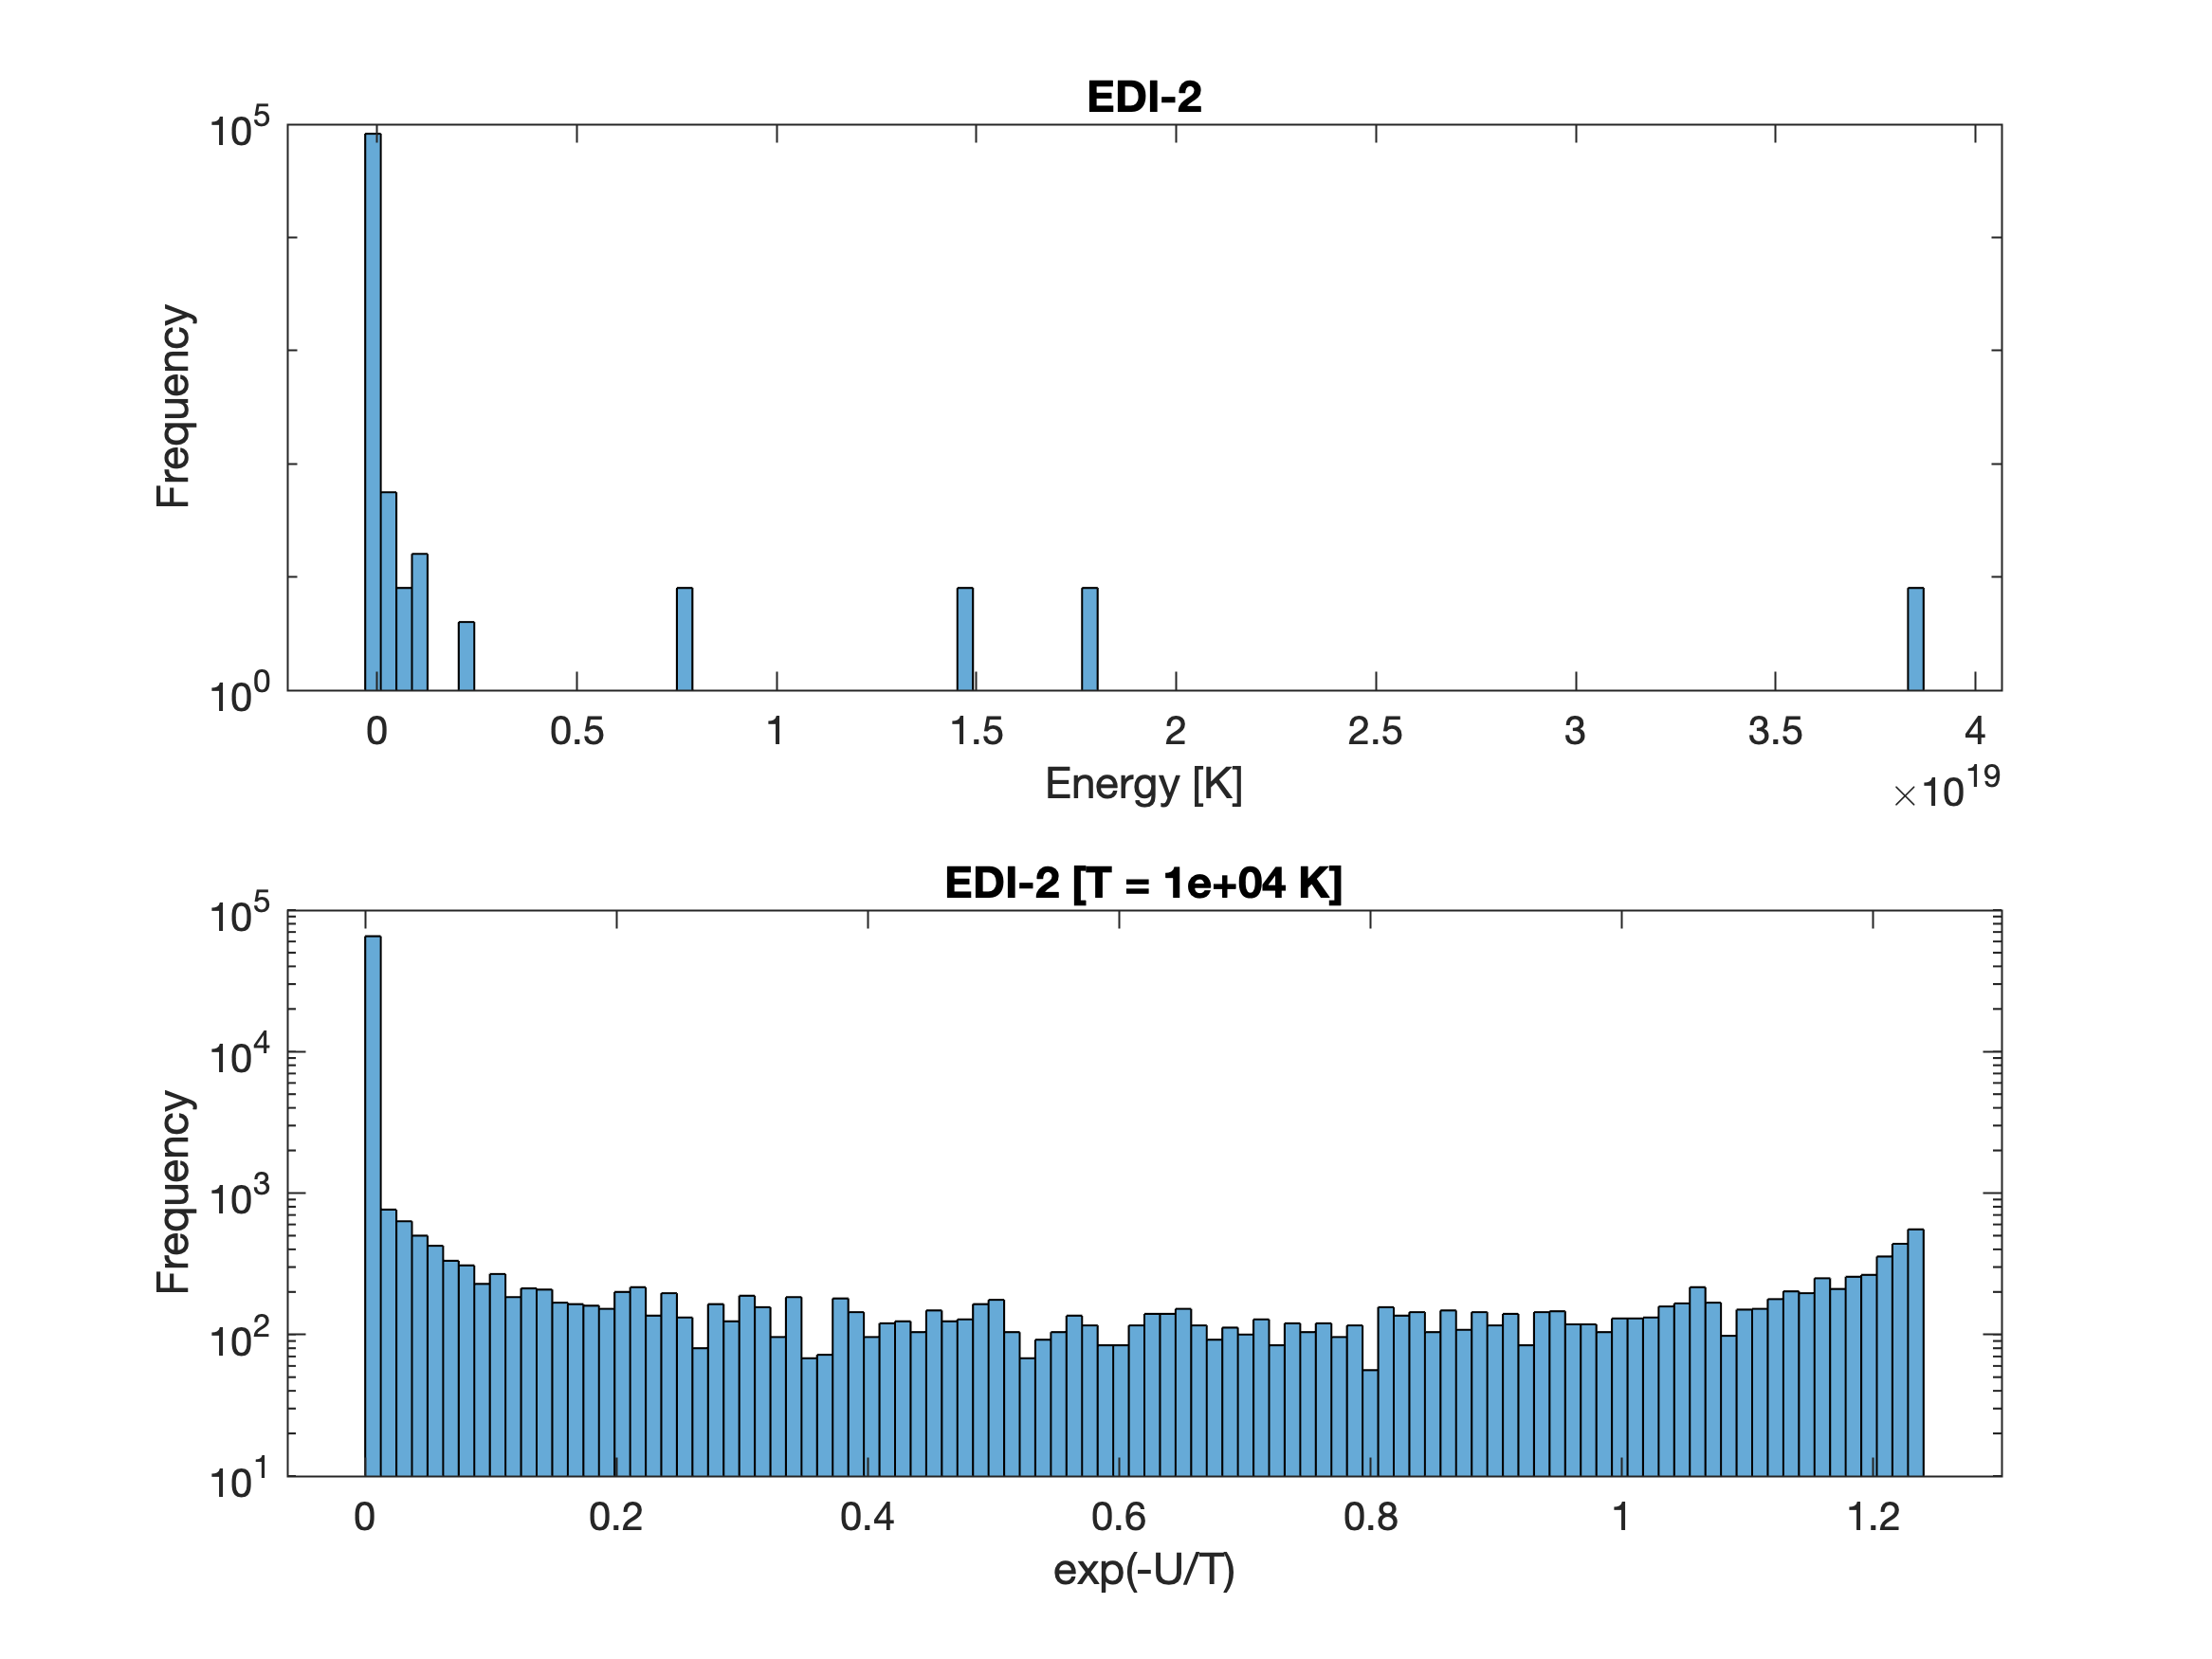 EDI-2
10^5
Frequency
10^0
0 0.5 1 1.5 2 2.5 3 3.5 4
Energy [K]
×10^19
EDI-2 [T = 1e+04 K]
10^5
10^4
10^3
Frequency
10^2
10^1
0 0.2 0.4 0.6 0.8 1 1.2
exp(-U/T)